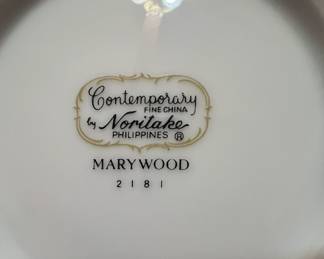 Contemporary
FINE CHINA
by Noritake
PHILIPPINES ®
MARYWOOD
2181